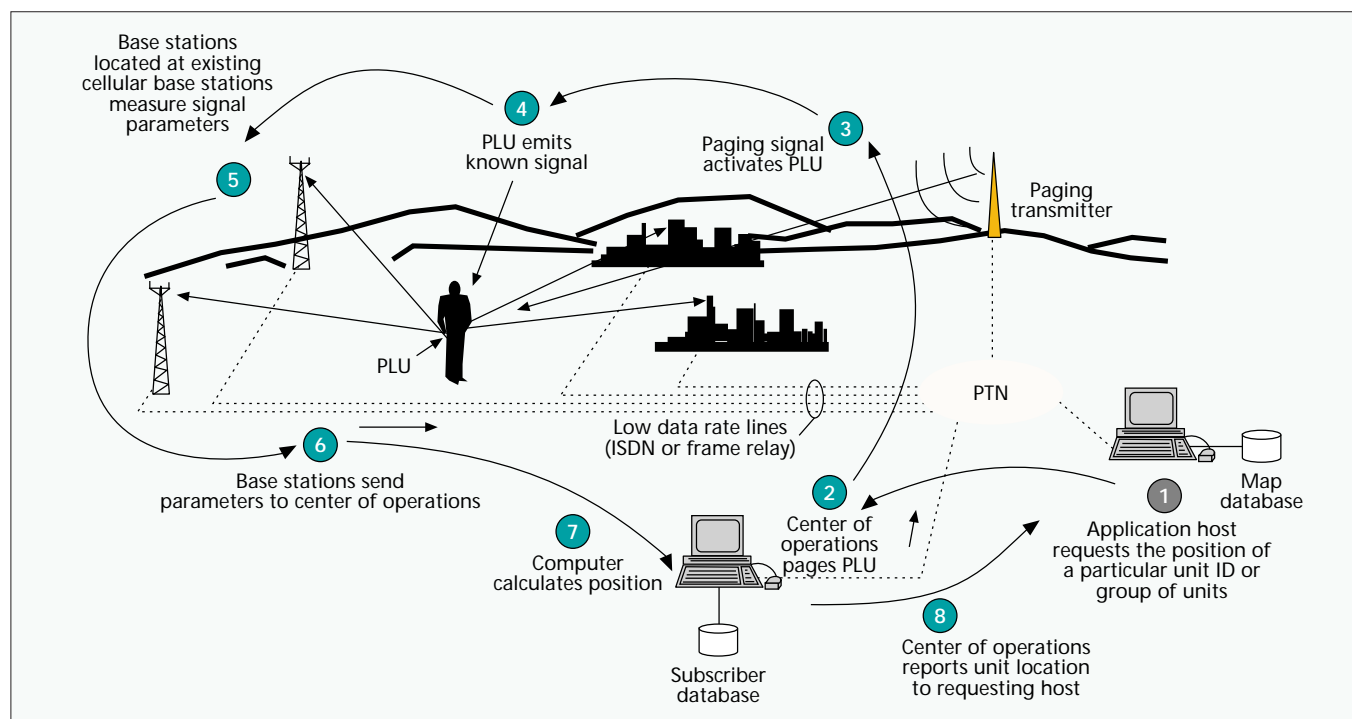 Base stations
located at existing
cellular base stations
measure signal
parameters
4
PLU emits
known signal
3
Paging signal
activates PLU
5
Paging
transmitter
PLU
PTN
Low data rate lines
(ISDN or frame relay)
6
Base stations send
parameters to center of operations
2
Center of
operations
pages PLU
Map
database
1
Application host
requests the position of
a particular unit ID or
group of units
7
Computer
calculates position
8
Center of operations
reports unit location
to requesting host
Subscriber
database